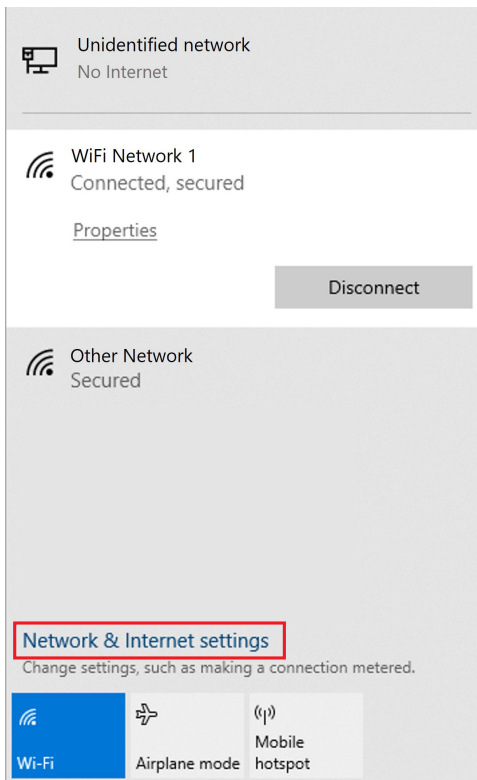 Unidentified network
No Internet
WiFi Network 1
Connected, secured
Properties
Disconnect
Other Network
Secured
Network & Internet settings
Change settings, such as making a connection metered.
Wi-Fi
Airplane mode
Mobile
hotspot